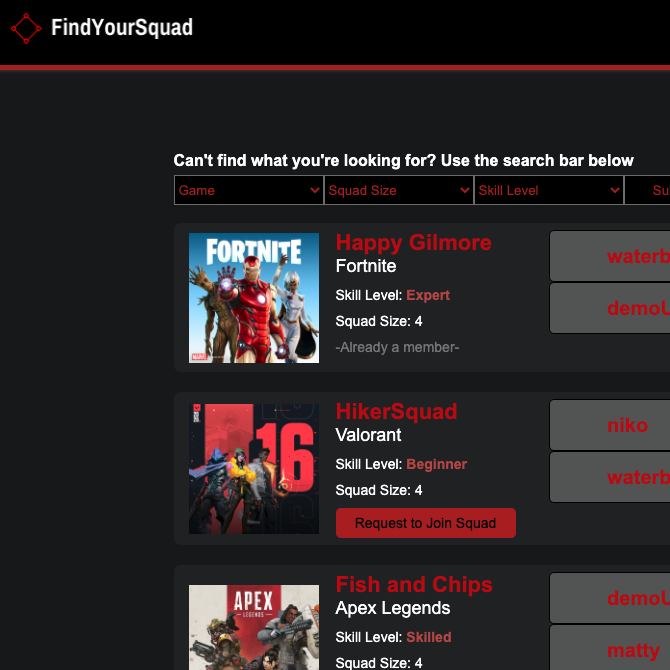 FindYourSquad
Can't find what you're looking for? Use the search bar below
Game Squad Size Skill Level Su
FORTNITE
MARVEL
Happy Gilmore
Fortnite
Skill Level: Expert
Squad Size: 4
-Already a member-
waterb
demoU
16
HikerSquad
Valorant
Skill Level: Beginner
Squad Size: 4
Request to Join Squad
niko
waterb
APEX
LEGENDS
Fish and Chips
Apex Legends
Skill Level: Skilled
Squad Size: 4
demoU
matty